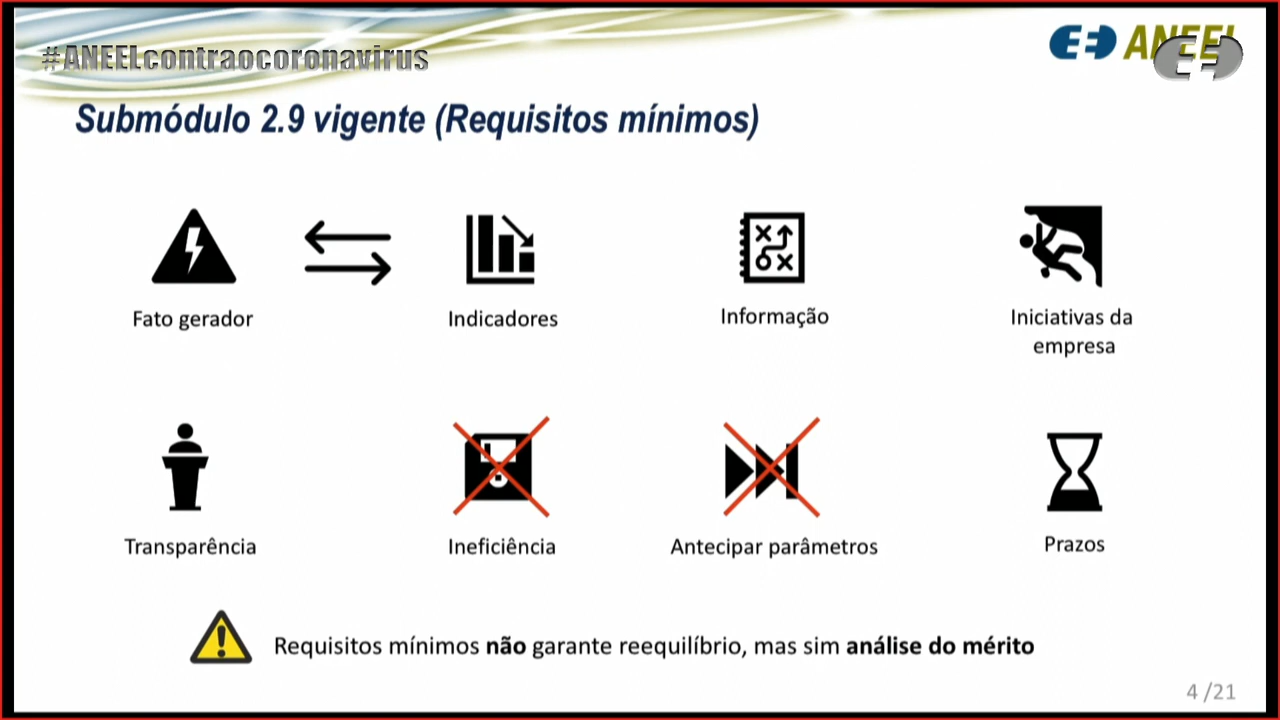 #ANEELcontraocoronavirus
ANEEL
Submódulo 2.9 vigente (Requisitos mínimos)
Fato gerador
Indicadores
Informação
Iniciativas da
empresa
Transparência
Ineficiência
Antecipar parâmetros
Prazos
Requisitos mínimos não garante reequilíbrio, mas sim análise do mérito
4 /21